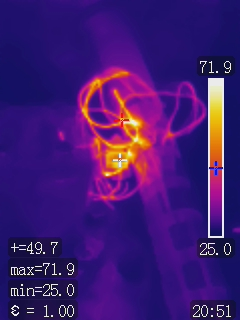 71.9
25.0
+=49.7
max=71.9
min=25.0
ε = 1.00
20:51